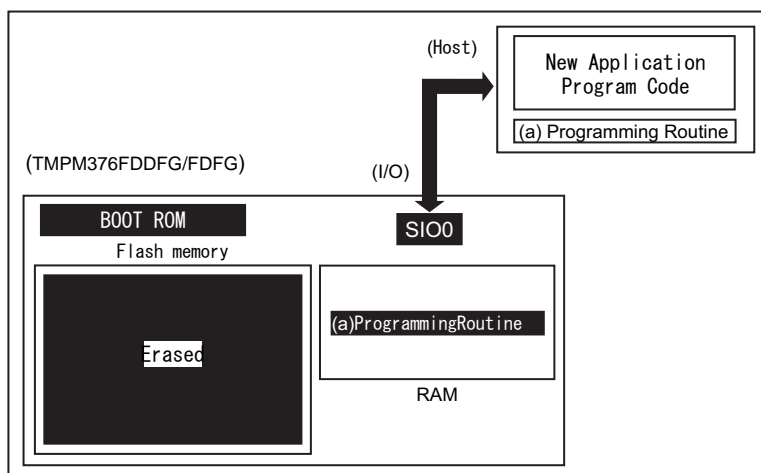 (Host)
New Application
Program Code
(a) Programming Routine
(TMPM376FDDFG/FDFG)
(I/O)
BOOT ROM
SIO0
Flash memory
(a)ProgrammingRoutine
Erased
RAM